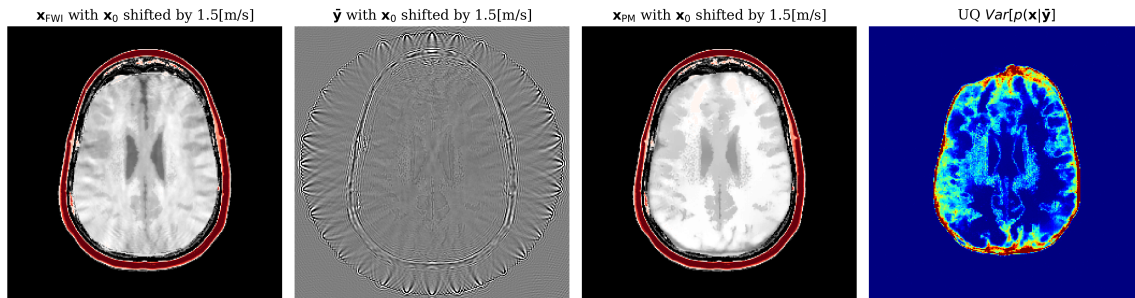 x_FWI with x_0 shifted by 1.5[m/s]
ȳ with x_0 shifted by 1.5[m/s]
x_PM with x_0 shifted by 1.5[m/s]
UQ Var[p(x|ȳ]